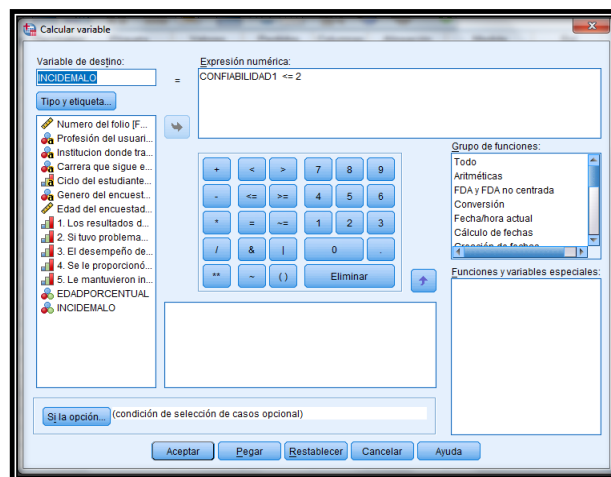 Calcular variable
Variable de destino:
INCIDEMALO
=
Expresión numérica:
CONFIABILIDAD1 <= 2
Tipo y etiqueta...
Numero del folio [F...
Profesión del usuari...
Institucion donde tra...
Carrera que sigue e...
Ciclo del estudiante...
Genero del encuest...
Edad del encuestad...
1. Los resultados d...
2. Si tuvo problema...
3. El desempeño de...
4. Se le proporcionó...
5. Le mantuvieron in...
EDADPORCENTUAL
INCIDEMALO
+ < > 7 8 9
- <= >= 4 5 6
* = ~= 1 2 3
/ & | 0 .
** ~ ( ) Eliminar
Grupo de funciones:
Todo
Aritméticas
FDA y FDA no centrada
Conversión
Fecha/hora actual
Cálculo de fechas
Creación de fechas
Funciones y variables especiales:
Si la opción...
(condición de selección de casos opcional)
Aceptar Pegar Restablecer Cancelar Ayuda